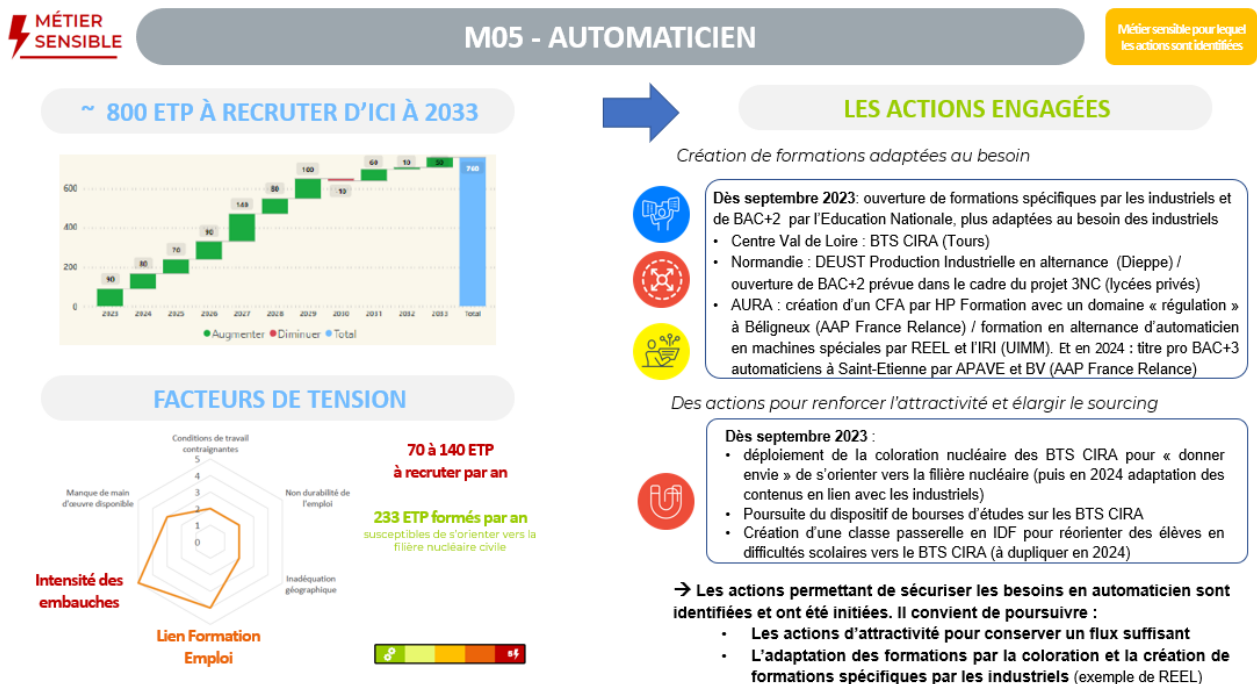 MÉTIER
SENSIBLE
M05 - AUTOMATICIEN
Métier sensible pour lequel
les actions sont identifiées
~ 800 ETP À RECRUTER D'ICI À 2033
600
400
200
0
90
80
70
90
140
80
100
-10
60
10
50
760
2023
2024
2025
2026
2027
2028
2029
2030
2031
2032
2033
Total
Augmenter
Diminuer
Total
FACTEURS DE TENSION
Conditions de travail
contraignantes
5
4
3
2
1
0
Manque de main
d'œuvre disponible
Non durabilité de
l'emploi
Inadéquation
géographique
Intensité des
embauches
Lien Formation
Emploi
70 à 140 ETP
à recruter par an
233 ETP formés par an
susceptibles de s'orienter vers la
filière nucléaire civile
LES ACTIONS ENGAGÉES
Création de formations adaptées au besoin
Dès septembre 2023: ouverture de formations spécifiques par les industriels et
de BAC+2 par l'Education Nationale, plus adaptées au besoin des industriels
• Centre Val de Loire : BTS CIRA (Tours)
• Normandie : DEUST Production Industrielle en alternance (Dieppe) /
ouverture de BAC+2 prévue dans le cadre du projet 3NC (lycées privés)
• AURA : création d'un CFA par HP Formation avec un domaine « régulation »
à Béligneux (AAP France Relance) / formation en alternance d'automaticien
en machines spéciales par REEL et l'IRI (UIMM). Et en 2024 : titre pro BAC+3
automaticiens à Saint-Etienne par APAVE et BV (AAP France Relance)
Des actions pour renforcer l'attractivité et élargir le sourcing
Dès septembre 2023 :
• déploiement de la coloration nucléaire des BTS CIRA pour « donner
envie » de s'orienter vers la filière nucléaire (puis en 2024 adaptation des
contenus en lien avec les industriels)
• Poursuite du dispositif de bourses d'études sur les BTS CIRA
• Création d'une classe passerelle en IDF pour réorienter des élèves en
difficultés scolaires vers le BTS CIRA (à dupliquer en 2024)
→ Les actions permettant de sécuriser les besoins en automaticien sont
identifiées et ont été initiées. Il convient de poursuivre :
• Les actions d'attractivité pour conserver un flux suffisant
• L'adaptation des formations par la coloration et la création de
formations spécifiques par les industriels (exemple de REEL)